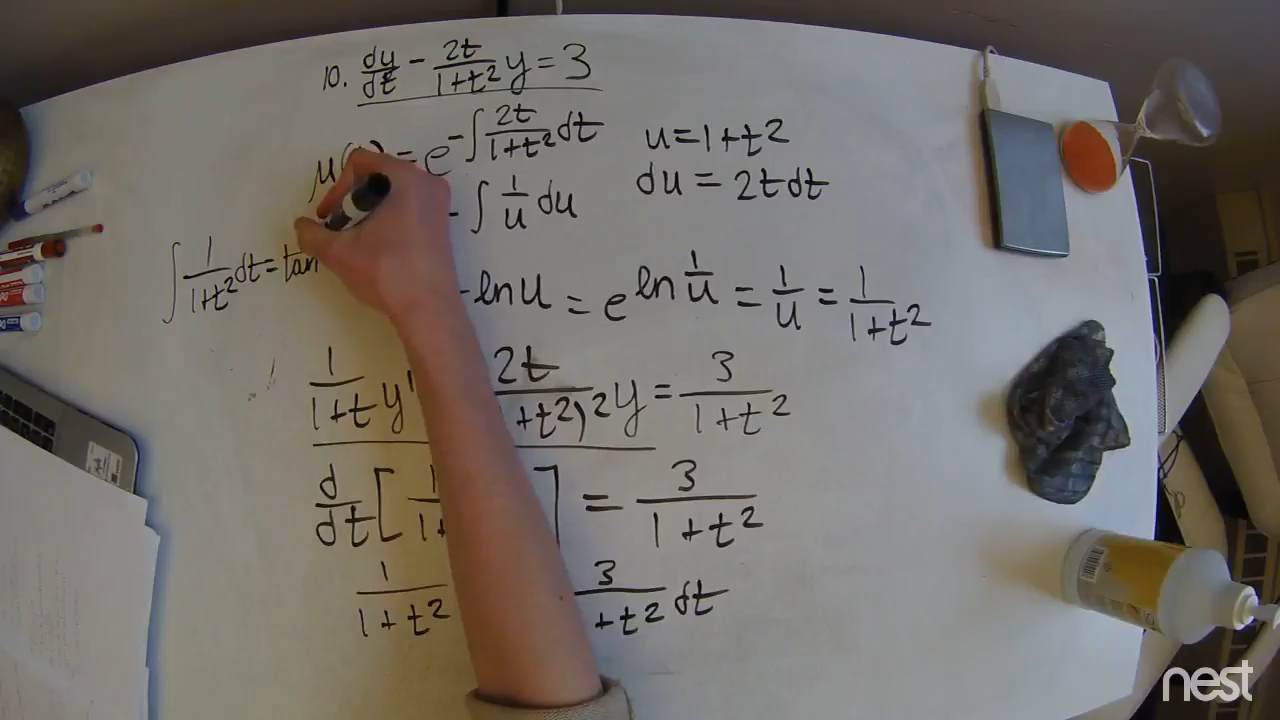 10. dy/dt - 2t/1+t² y = 3
μ( ) = e^-∫2t/1+t² dt
u = 1+t²
- ∫ 1/u du
du = 2t dt
∫ 1/1+t² dt = tan
-ln u = e^ln 1/u = 1/u = 1/1+t²
1/1+t y' 2t/ +t²)² y = 3/1+t²
d/dt [ 1/1+ ] = 3/1+t²
1/1+t² 3/ +t² dt
nest